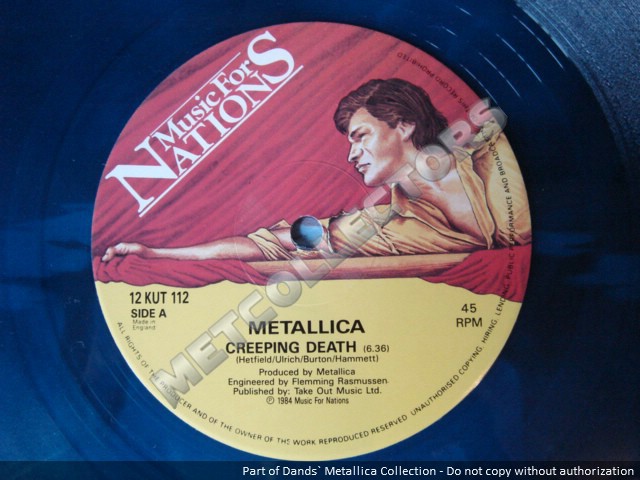 Music For
NATIONS
12 KUT 112
SIDE A
Made in
England
45
RPM
METALLICA
CREEPING DEATH (6.36)
(Hetfield/Ulrich/Burton/Hammett)
Produced by Metallica
Engineered by Flemming Rasmussen
Published by: Take Out Music Ltd.
℗ 1984 Music For Nations
ALL RIGHTS OF THE PRODUCER AND OF THE OWNER OF THE WORK REPRODUCED RESERVED UNAUTHORISED COPYING, HIRING, LENDING, PUBLIC PERFORMANCE AND BROADCASTING THIS RECORD PROHIBITED
METCOLLECTORS
Part of Dands` Metallica Collection - Do not copy without authorization